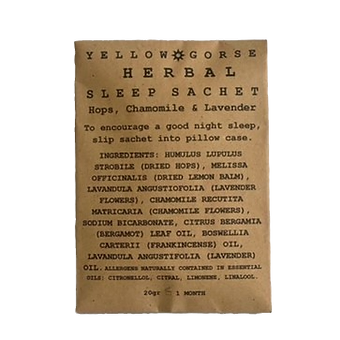 YELLOW GORSE
HERBAL
SLEEP SACHET
Hops, Chamomile & Lavender
To encourage a good night sleep,
slip sachet into pillow case.
INGREDIENTS: HUMULUS LUPULUS
STROBILE (DRIED HOPS), MELISSA
OFFICINALIS (DRIED LEMON BALM),
LAVANDULA ANGUSTIOFOLIA (LAVENDER
FLOWERS), CHAMOMILE RECUTITA
MATRICARIA (CHAMOMILE FLOWERS),
SODIUM BICARBONATE, CITRUS BERGAMIA
(BERGAMOT) LEAF OIL, BOSWELLIA
CARTERII (FRANKINCENSE) OIL,
LAVANDULA ANGUSTIFOLIA (LAVENDER)
OIL. ALLERGENS NATURALLY CONTAINED IN ESSENTIAL
OILS: CITRONELLOL, CITRAL, LIMONENE, LINALOOL.
20gr 1 MONTH